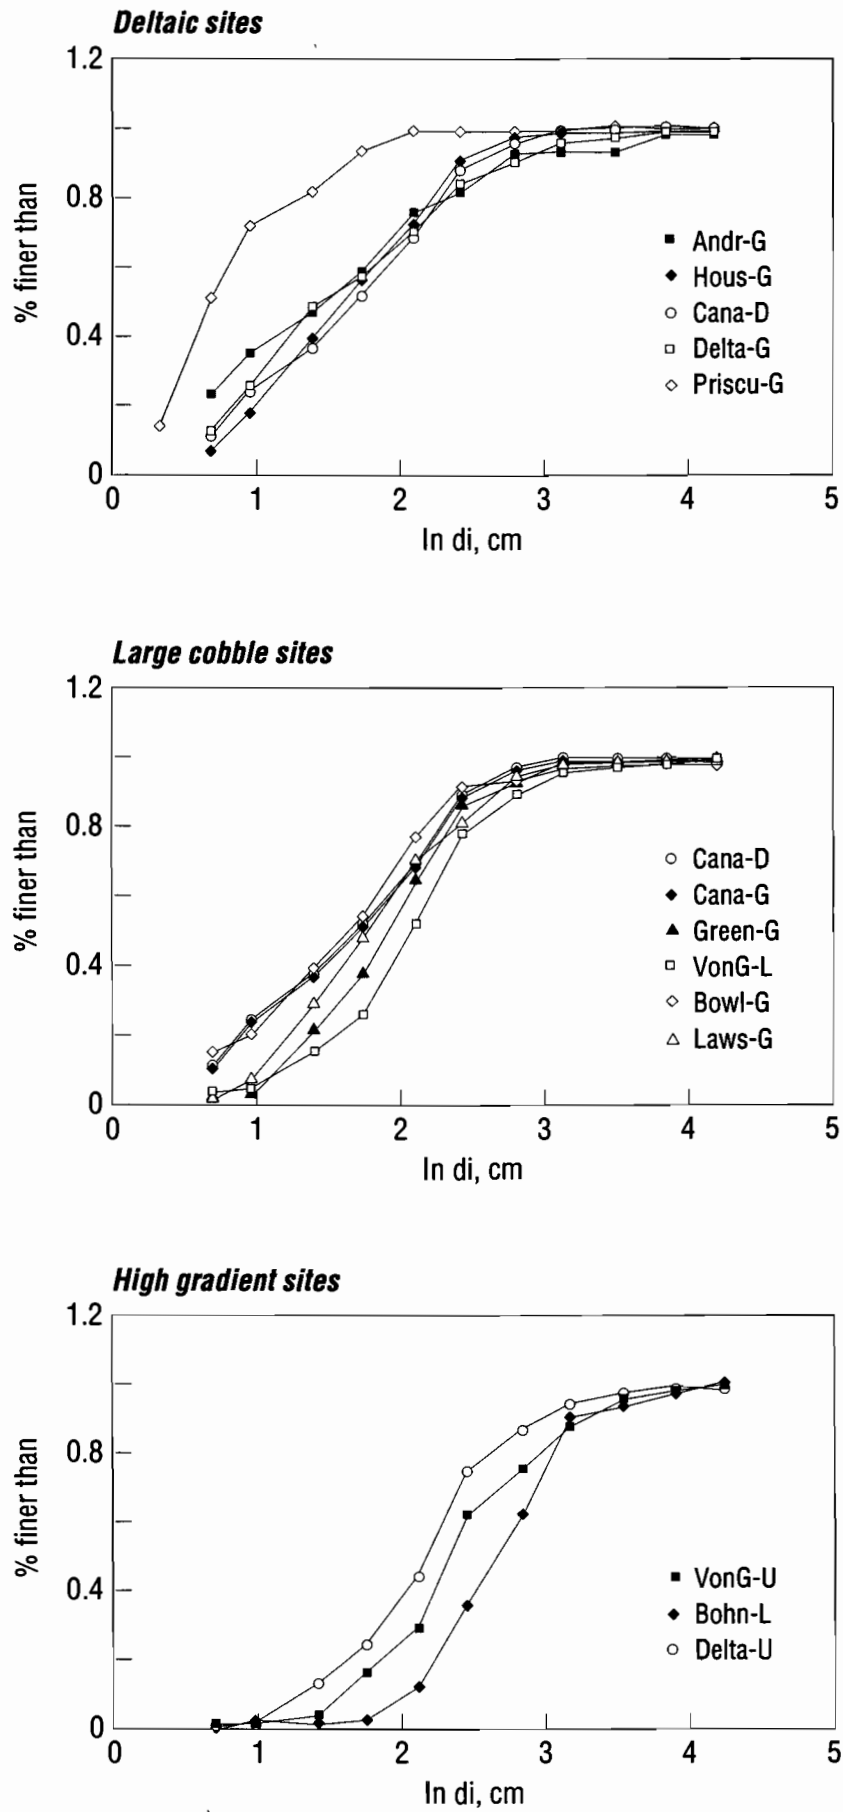 Deltaic sites
1.2
0.8
0.4
0
% finer than
Andr-G
Hous-G
Cana-D
Delta-G
Priscu-G
0 1 2 3 4 5
In di, cm
Large cobble sites
1.2
0.8
0.4
0
% finer than
Cana-D
Cana-G
Green-G
VonG-L
Bowl-G
Laws-G
0 1 2 3 4 5
In di, cm
High gradient sites
1.2
0.8
0.4
0
% finer than
VonG-U
Bohn-L
Delta-U
0 1 2 3 4 5
In di, cm